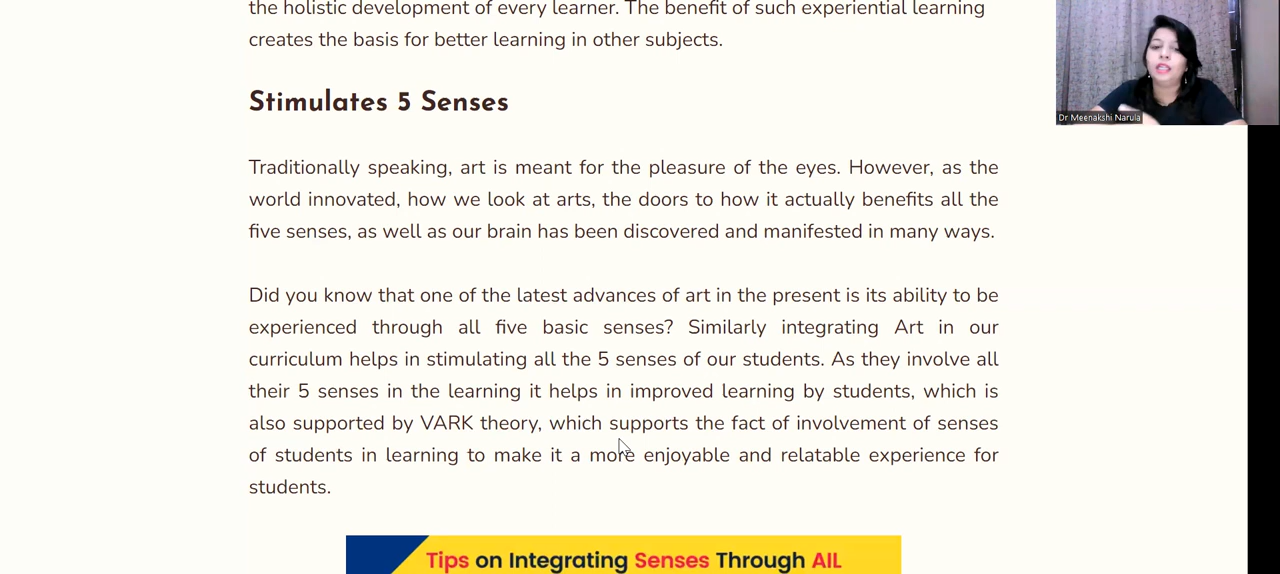 the holistic development of every learner. The benefit of such experiential learning
creates the basis for better learning in other subjects.
Dr Meenakshi Narula
Stimulates 5 Senses
Traditionally speaking, art is meant for the pleasure of the eyes. However, as the
world innovated, how we look at arts, the doors to how it actually benefits all the
five senses, as well as our brain has been discovered and manifested in many ways.
Did you know that one of the latest advances of art in the present is its ability to be
experienced through all five basic senses? Similarly integrating Art in our
curriculum helps in stimulating all the 5 senses of our students. As they involve all
their 5 senses in the learning it helps in improved learning by students, which is
also supported by VARK theory, which supports the fact of involvement of senses
of students in learning to make it a more enjoyable and relatable experience for
students.
Tips on Integrating Senses Through AIL